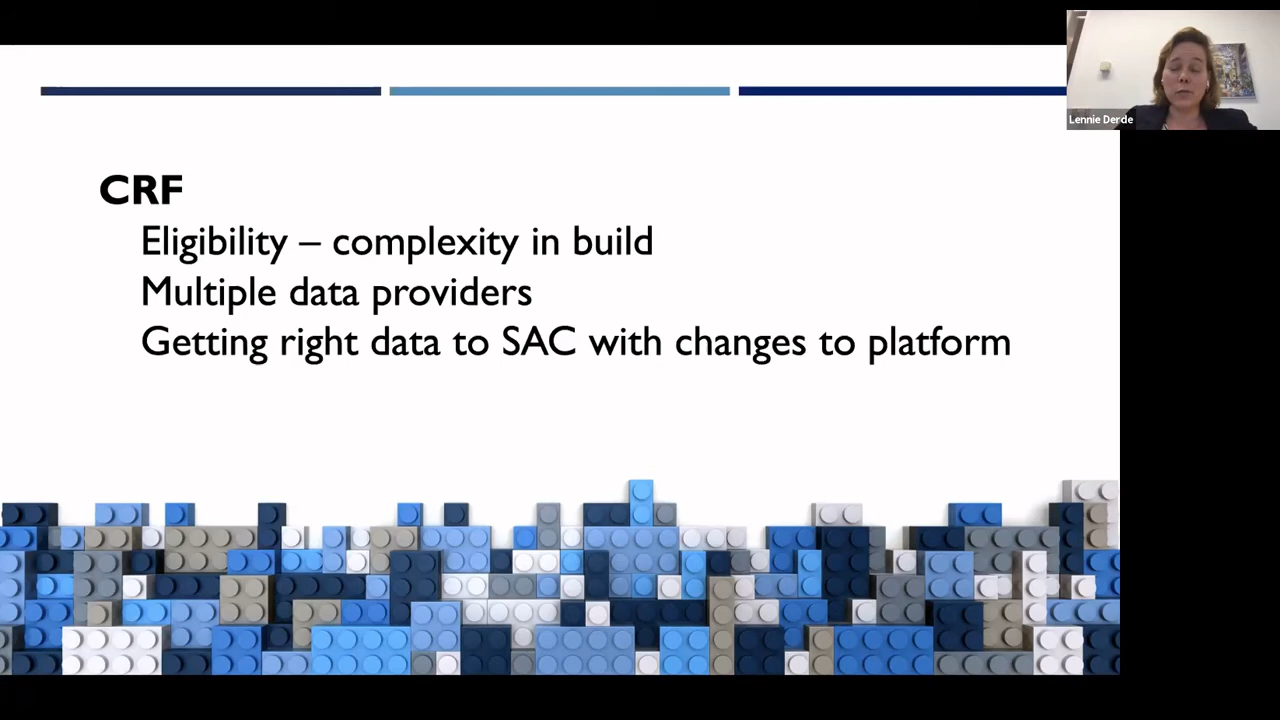 CRF
Eligibility – complexity in build
Multiple data providers
Getting right data to SAC with changes to platform
Lennie Derde